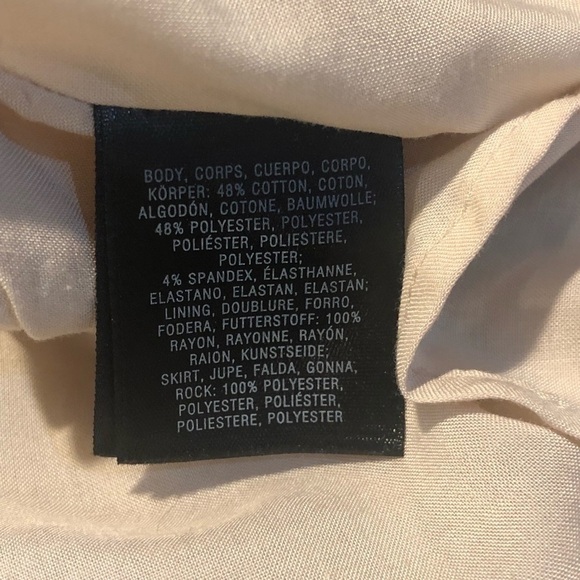 BODY, CORPS, CUERPO, CORPO,
KÖRPER: 48% COTTON, COTON,
ALGODÓN, COTONE, BAUMWOLLE;
48% POLYESTER, POLYESTER,
POLIÉSTER, POLIESTERE,
POLYESTER;
4% SPANDEX, ÉLASTHANNE,
ELASTANO, ELASTAN, ELASTAN;
LINING, DOUBLURE, FORRO,
FODERA, FUTTERSTOFF: 100%
RAYON, RAYONNE, RAYÓN,
RAION, KUNSTSEIDE;
SKIRT, JUPE, FALDA, GONNA,
ROCK: 100% POLYESTER,
POLYESTER, POLIÉSTER,
POLIESTERE, POLYESTER